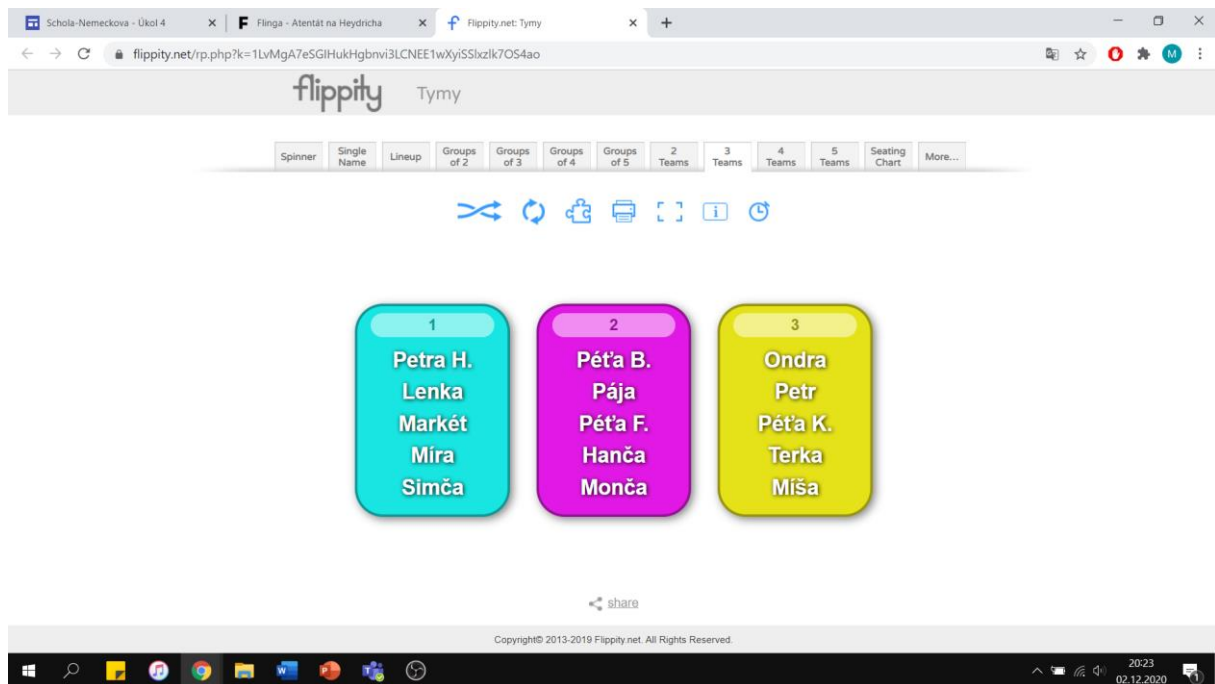 Schola-Nemeckova - Úkol 4
Flinga - Atentát na Heydricha
Flippity.net: Tymy
flippity.net/rp.php?k=1LvMgA7eSGIHukHgbnvi3LCNEE1wXyiSSlxzlk7OS4ao
M
flippity Tymy
Spinner
Single
Name
Lineup
Groups
of 2
Groups
of 3
Groups
of 4
Groups
of 5
2
Teams
3
Teams
4
Teams
5
Teams
Seating
Chart
More...
1
Petra H.
Lenka
Markét
Míra
Simča
2
Péťa B.
Pája
Péťa F.
Hanča
Monča
3
Ondra
Petr
Péťa K.
Terka
Míša
share
Copyright© 2013-2019 Flippity.net. All Rights Reserved.
20:23
02.12.2020